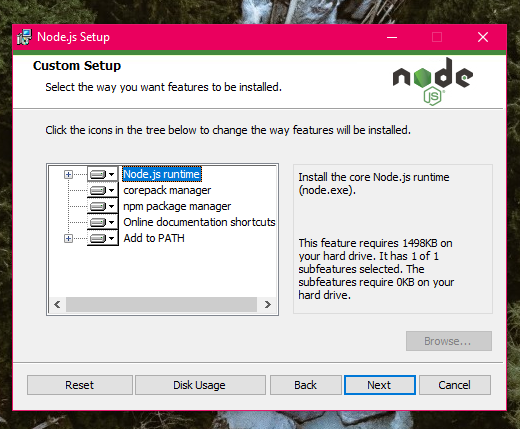 Node.js Setup
Custom Setup
Select the way you want features to be installed.
node
JS
Click the icons in the tree below to change the way features will be installed.
Node.js runtime
corepack manager
npm package manager
Online documentation shortcuts
Add to PATH
Install the core Node.js runtime
(node.exe).
This feature requires 1498KB on
your hard drive. It has 1 of 1
subfeatures selected. The
subfeatures require 0KB on your
hard drive.
Browse...
Reset
Disk Usage
Back
Next
Cancel